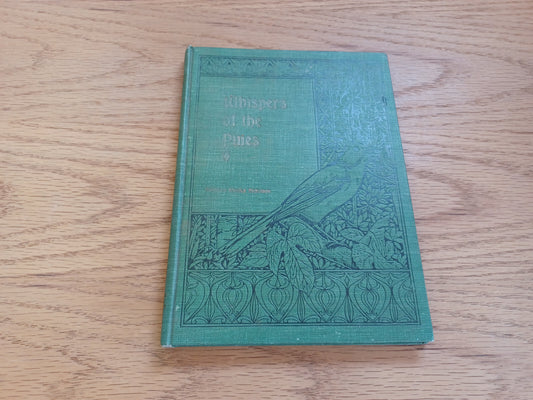 Whispers
of the
Pines